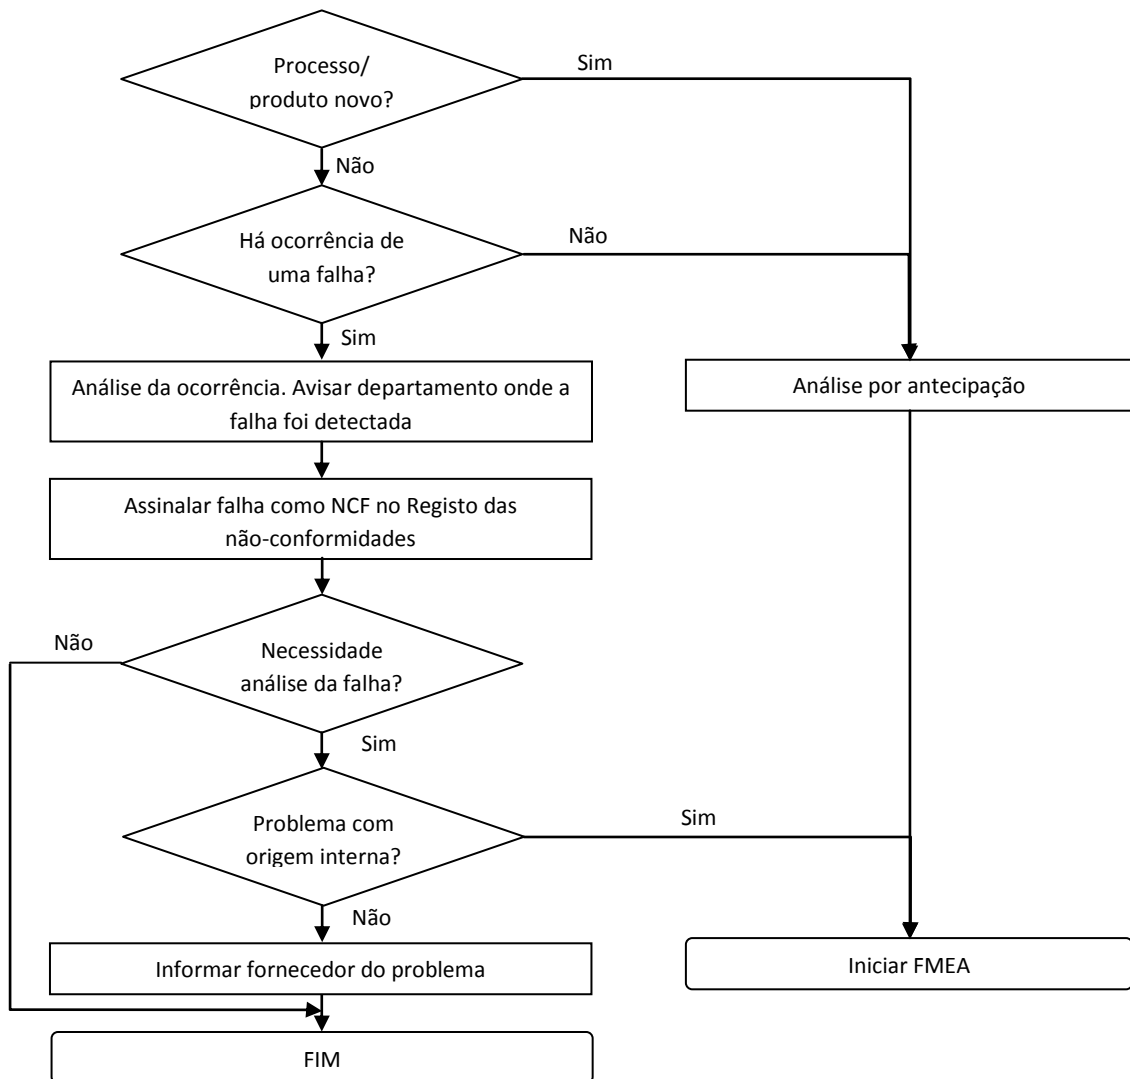 Processo/
produto novo?
Sim
Não
Há ocorrência de
uma falha?
Não
Sim
Análise da ocorrência. Avisar departamento onde a
falha foi detectada
Análise por antecipação
Assinalar falha como NCF no Registo das
não-conformidades
Não
Necessidade
análise da falha?
Sim
Problema com
origem interna?
Sim
Não
Informar fornecedor do problema
Iniciar FMEA
FIM